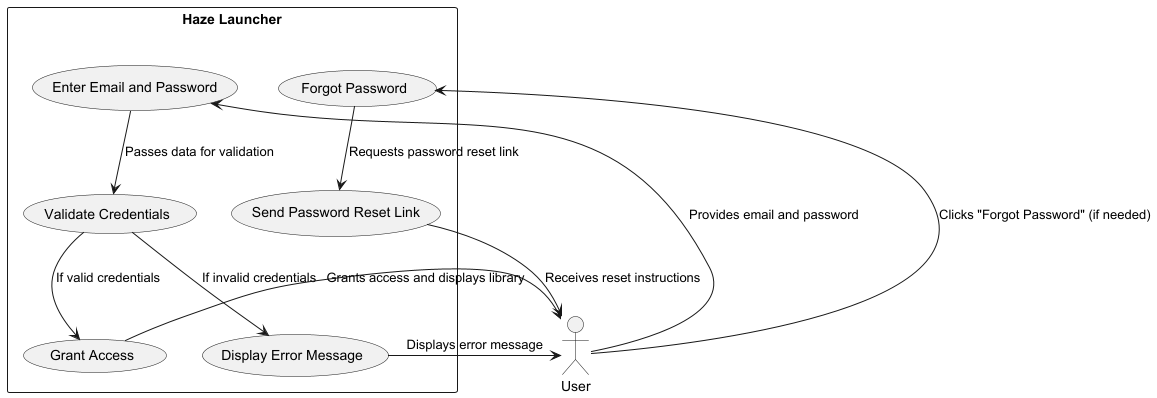 Haze Launcher
Enter Email and Password
Forgot Password
Passes data for validation
Requests password reset link
Validate Credentials
Send Password Reset Link
Provides email and password
Clicks "Forgot Password" (if needed)
If valid credentials
If invalid credentials
Grants access and displays library
Receives reset instructions
Grant Access
Display Error Message
Displays error message
User